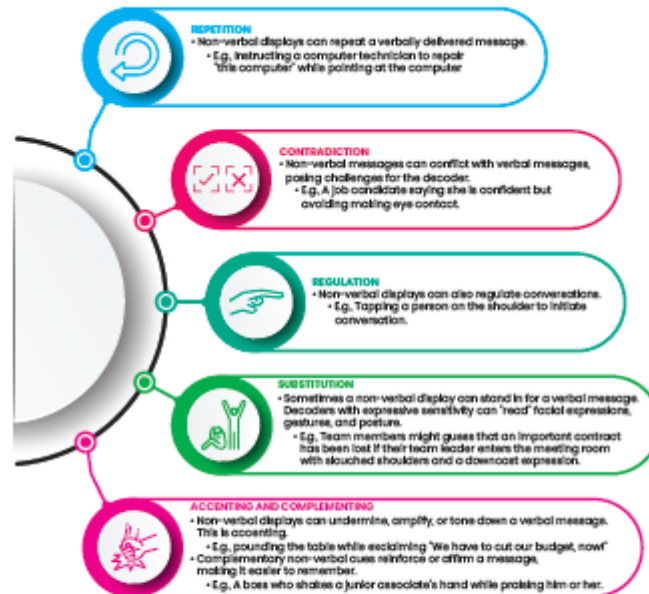 REPETITION
• Non-verbal displays can repeat a verbally delivered message.
• E.g., Instructing a computer technician to repair
"this computer" while pointing at the computer
CONTRADICTION
• Non-verbal messages can conflict with verbal messages,
posing challenges for the decoder.
• E.g., A job candidate saying she is confident but
avoiding making eye contact.
REGULATION
• Non-verbal displays can also regulate conversations.
• E.g., Tapping a person on the shoulder to initiate
conversation.
SUBSTITUTION
• Sometimes a non-verbal display can stand in for a verbal message.
Decoders with expressive sensitivity can "read" facial expressions,
gestures, and posture.
• E.g., Team members might guess that an important contract
has been lost if their team leader enters the meeting room
with slouched shoulders and a downcast expression.
ACCENTING AND COMPLEMENTING
• Non-verbal displays can undermine, amplify, or tone down a verbal message.
This is accenting.
• E.g., pounding the table while exclaiming "We have to cut our budget, now!"
• Complementary non-verbal cues reinforce or affirm a message,
making it easier to remember.
• E.g., A boss who shakes a junior associate's hand while praising him or her.